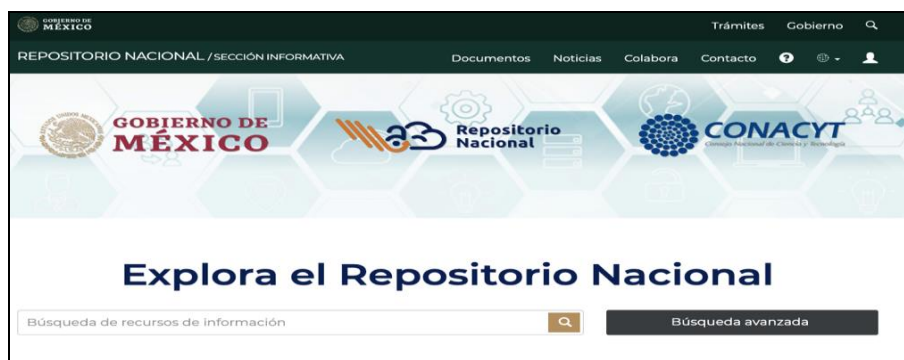 GOBIERNO DE
MÉXICO
Trámites Gobierno
REPOSITORIO NACIONAL / SECCIÓN INFORMATIVA
Documentos Noticias Colabora Contacto
GOBIERNO DE
MÉXICO
Repositorio
Nacional
CONACYT
Consejo Nacional de Ciencia y Tecnología
Explora el Repositorio Nacional
Búsqueda de recursos de información
Búsqueda avanzada